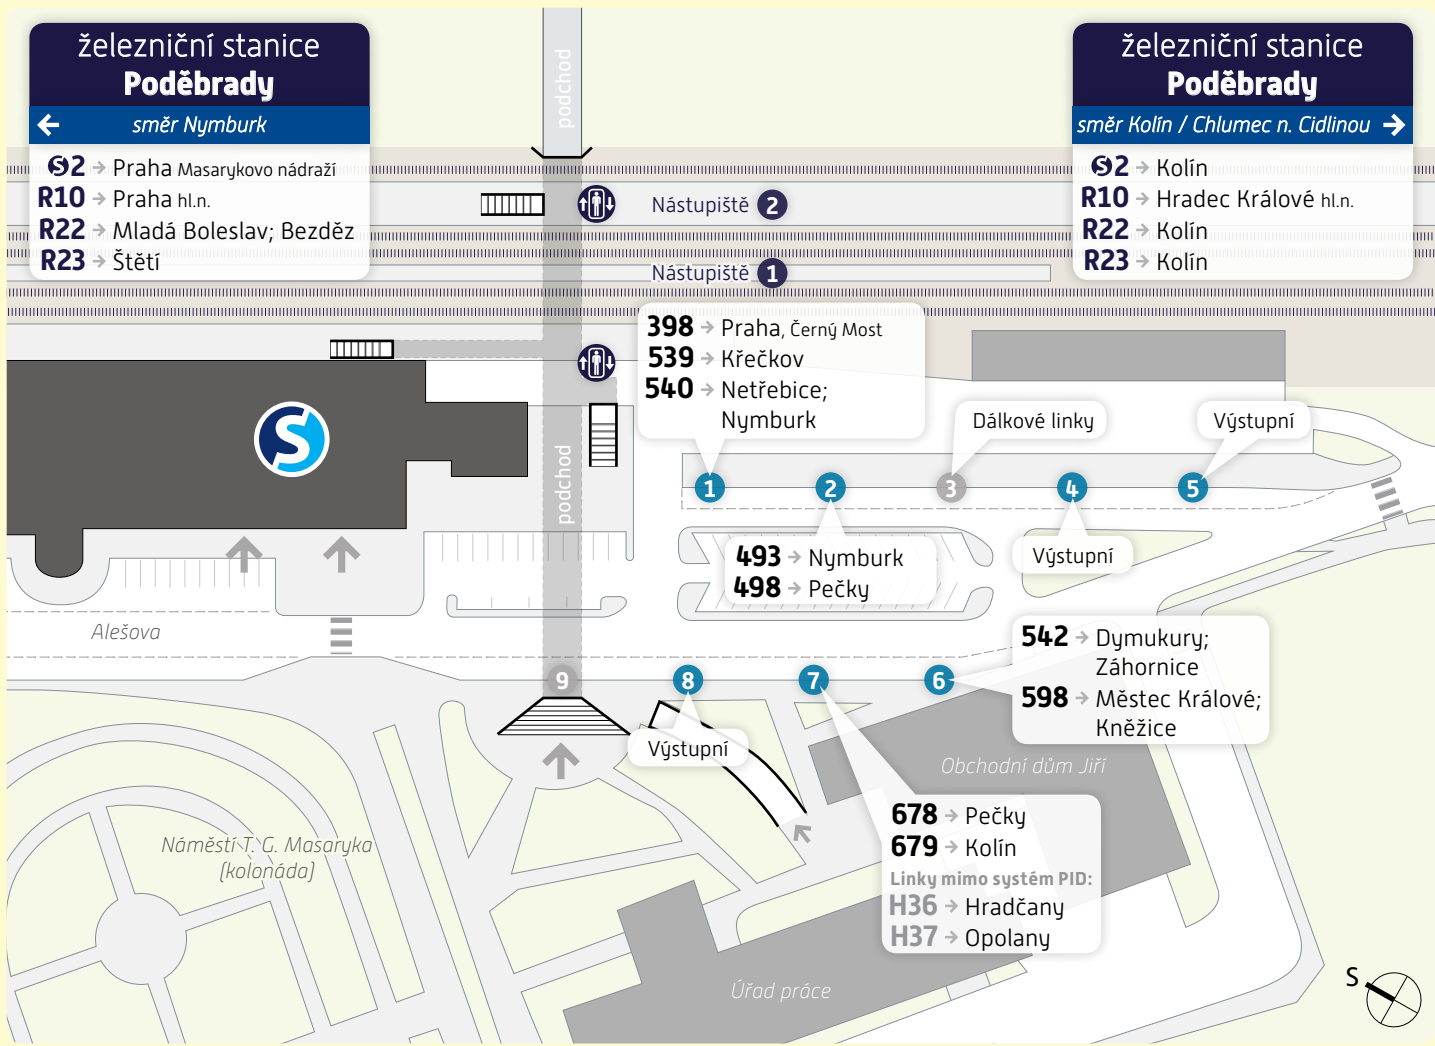 železniční stanice
Poděbrady
směr Nymburk
S2 → Praha Masarykovo nádraží
R10 → Praha hl.n.
R22 → Mladá Boleslav; Bezděz
R23 → Štětí
železniční stanice
Poděbrady
směr Kolín / Chlumec n. Cidlinou
S2 → Kolín
R10 → Hradec Králové hl.n.
R22 → Kolín
R23 → Kolín
podchod
Nástupiště 2
Nástupiště 1
398 → Praha, Černý Most
539 → Křečkov
540 → Netřebice;
Nymburk
Dálkové linky
Výstupní
S
podchod
1
2
3
4
5
493 → Nymburk
498 → Pečky
Výstupní
Alešova
542 → Dymukury;
Záhornice
598 → Městec Králové;
Kněžice
9
8
7
6
Výstupní
Obchodní dům Jiří
678 → Pečky
679 → Kolín
Linky mimo systém PID:
H36 → Hradčany
H37 → Opolany
Náměstí T. G. Masaryka
(kolonáda)
Úřad práce
S